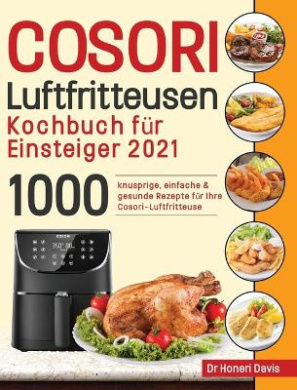 COSORI
Luftfritteusen
Kochbuch für
Einsteiger 2021
1000
knusprige, einfache &
gesunde Rezepte für Ihre
Cosori-Luftfritteuse
Dr Honeri Davis